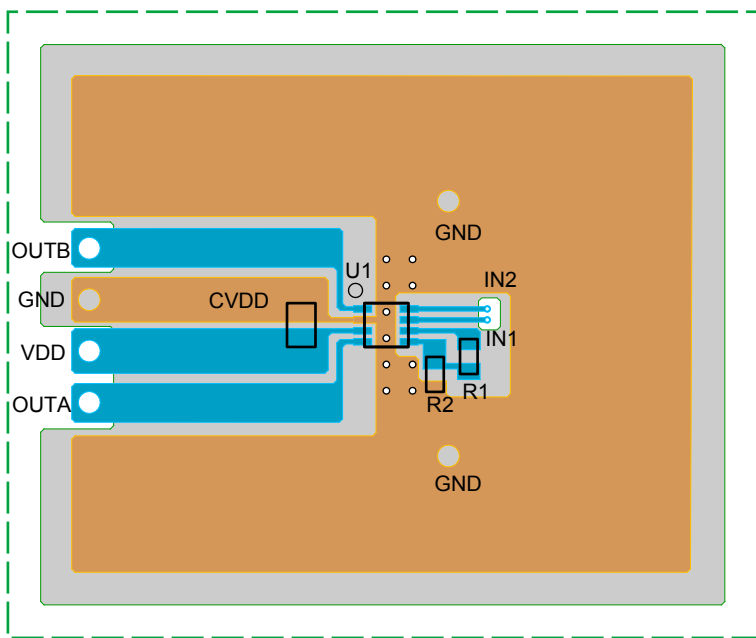 GND
OUTB
U1
GND
CVDD
IN2
IN1
VDD
OUTA
R2
R1
GND